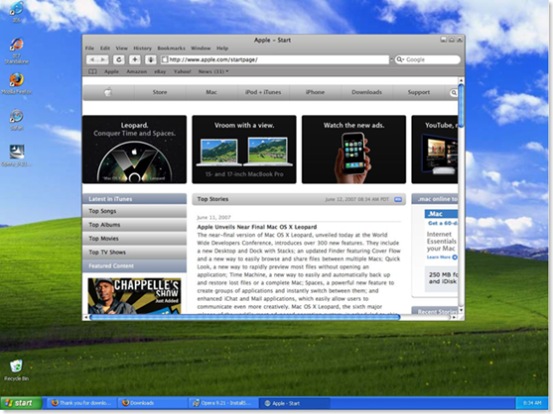 Apple - Start
File Edit View History Bookmarks Window Help
http://www.apple.com/startpage/
Google
Apple Amazon eBay Yahoo! News (33)
Store Mac iPod + iTunes iPhone Downloads Support
Leopard.
Conquer Time and Spaces.
Vroom with a view.
15- and 17-inch MacBook Pro
Watch the new ads.
YouTube,
Latest in iTunes
Top Songs
Top Albums
Top Movies
Top TV Shows
Featured Content
CHAPPELLE'S
SHOW
Just Added
Top Stories
June 12, 2007 08:34 AM PDT
June 11, 2007
Apple Unveils Near Final Mac OS X Leopard
The near-final version of Mac OS X Leopard, unveiled today at the World
Wide Developers Conference, introduces over 300 new features. They include
a new Desktop and Dock with Stacks; an updated Finder featuring Cover Flow
and a new way to easily browse and share files between multiple Macs; Quick
Look, a new way to rapidly preview most files without opening an
application; Time Machine, a new way to easily and automatically back up
and restore lost files or a complete Mac; Spaces, a powerful new feature to
create groups of applications and instantly switch between them; and
enhanced iChat and Mail applications, which easily allow users to
communicate even more creatively. Mac OS X, the sixth major
.mac online to
.Mac
Get a 60-d
Internet
Essentials
your Mac
250 MB f
and iDisk
Recent Stories
Recycle Bin
start
Thank you for downlo...
Downloads
Opera 9.21 - Install...
Apple - Start
8:34 AM